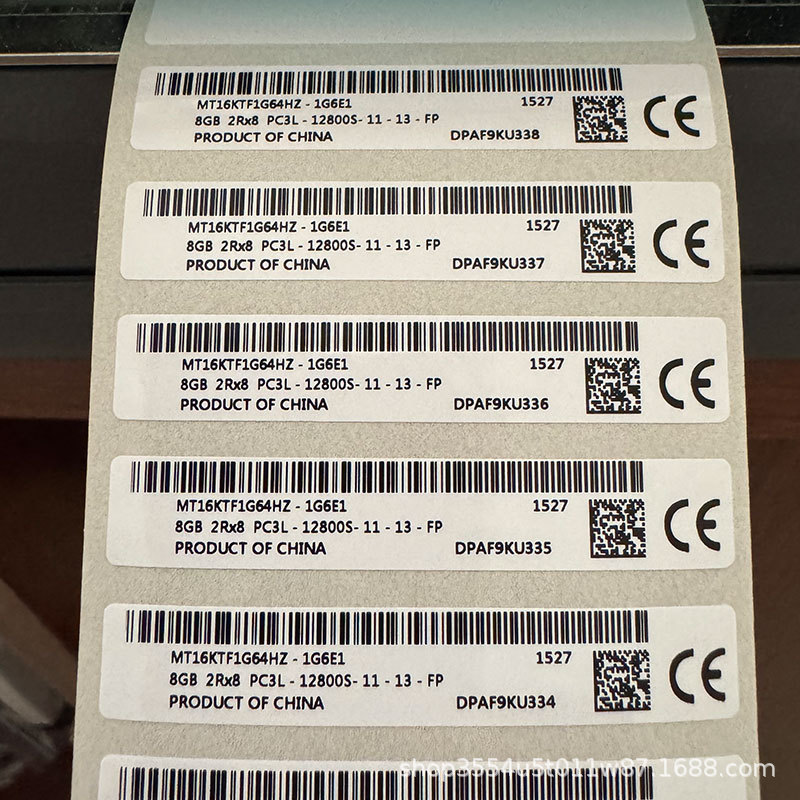 MT16KTF1G64HZ - 1G6E1 1527
8GB 2Rx8 PC3L - 12800S- 11 - 13 - FP
PRODUCT OF CHINA DPAF9KU338
CE
MT16KTF1G64HZ - 1G6E1 1527
8GB 2Rx8 PC3L - 12800S- 11 - 13 - FP
PRODUCT OF CHINA DPAF9KU337
CE
MT16KTF1G64HZ - 1G6E1 1527
8GB 2Rx8 PC3L - 12800S- 11 - 13 - FP
PRODUCT OF CHINA DPAF9KU336
CE
MT16KTF1G64HZ - 1G6E1 1527
8GB 2Rx8 PC3L - 12800S- 11 - 13 - FP
PRODUCT OF CHINA DPAF9KU335
CE
MT16KTF1G64HZ - 1G6E1 1527
8GB 2Rx8 PC3L - 12800S- 11 - 13 - FP
PRODUCT OF CHINA DPAF9KU334
CE
shop3554u5t011w87.1688.com